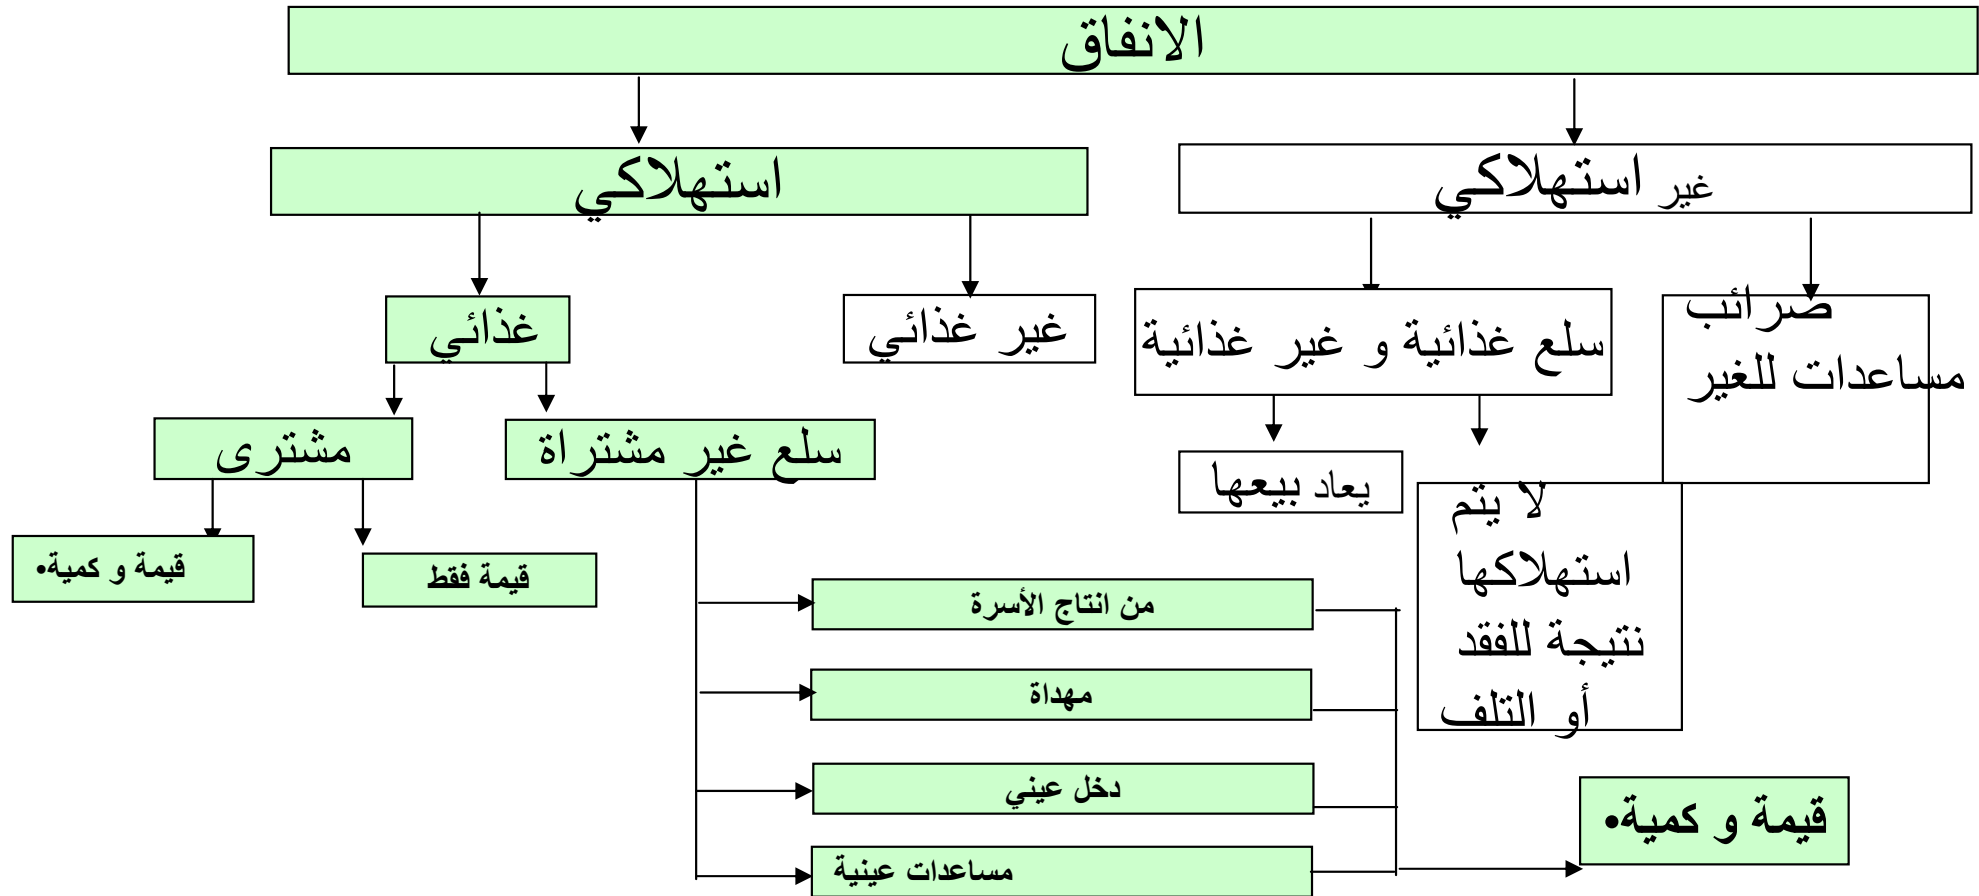 الانفاق
غير استهلاكي
استهلاكي
ضرائب
مساعدات للغير
سلع غذائية و غير غذائية
غير غذائي
غذائي
يعاد بيعها
لا يتم
استهلاكها
نتيجة للفقد
أو التلف
سلع غير مشتراة
مشترى
قيمة فقط
قيمة و كمية•
من انتاج الأسرة
مهداة
دخل عيني
مساعدات عينية
قيمة و كمية•